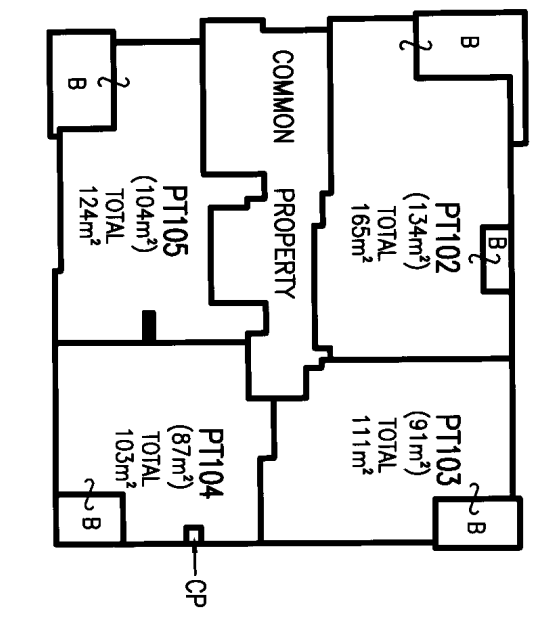 B
B
COMMON
PROPERTY
PT105
(104m²)
TOTAL
124m²
PT102
(134m²)
TOTAL
165m²
B
PT104
(87m²)
TOTAL
103m²
PT103
(91m²)
TOTAL
111m²
B
B
CP